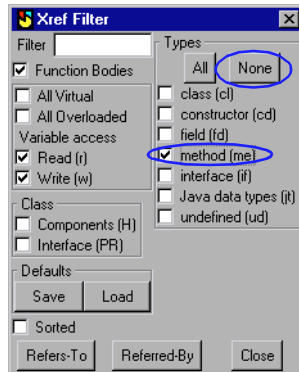 Xref Filter
Filter
Function Bodies
All Virtual
All Overloaded
Variable access
Read (r)
Write (w)
Class
Components (H)
Interface (PR)
Defaults
Save Load
Sorted
Types
All None
class (cl)
constructor (cd)
field (fd)
method (me)
interface (if)
Java data types (jt)
undefined (ud)
Refers-To Referred-By Close